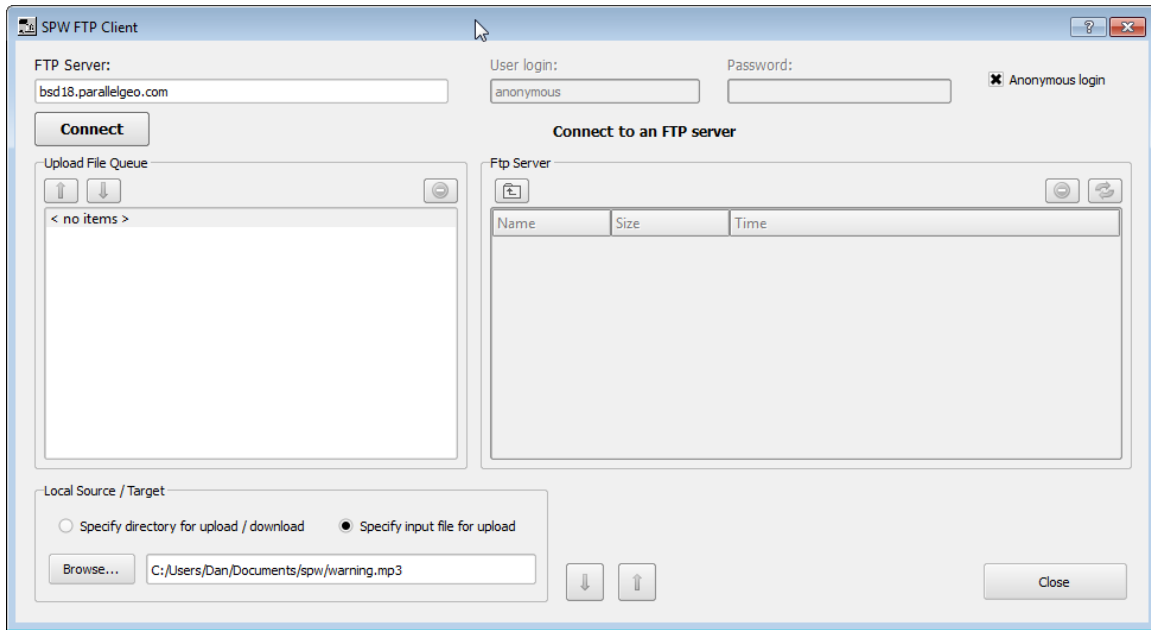 SPW FTP Client
FTP Server:
User login:
Password:
bsd18.parallelgeo.com
anonymous
Anonymous login
Connect
Connect to an FTP server
Upload File Queue
Ftp Server
< no items >
Name
Size
Time
Local Source / Target
Specify directory for upload / download
Specify input file for upload
Browse...
C:/Users/Dan/Documents/spw/warning.mp3
Close